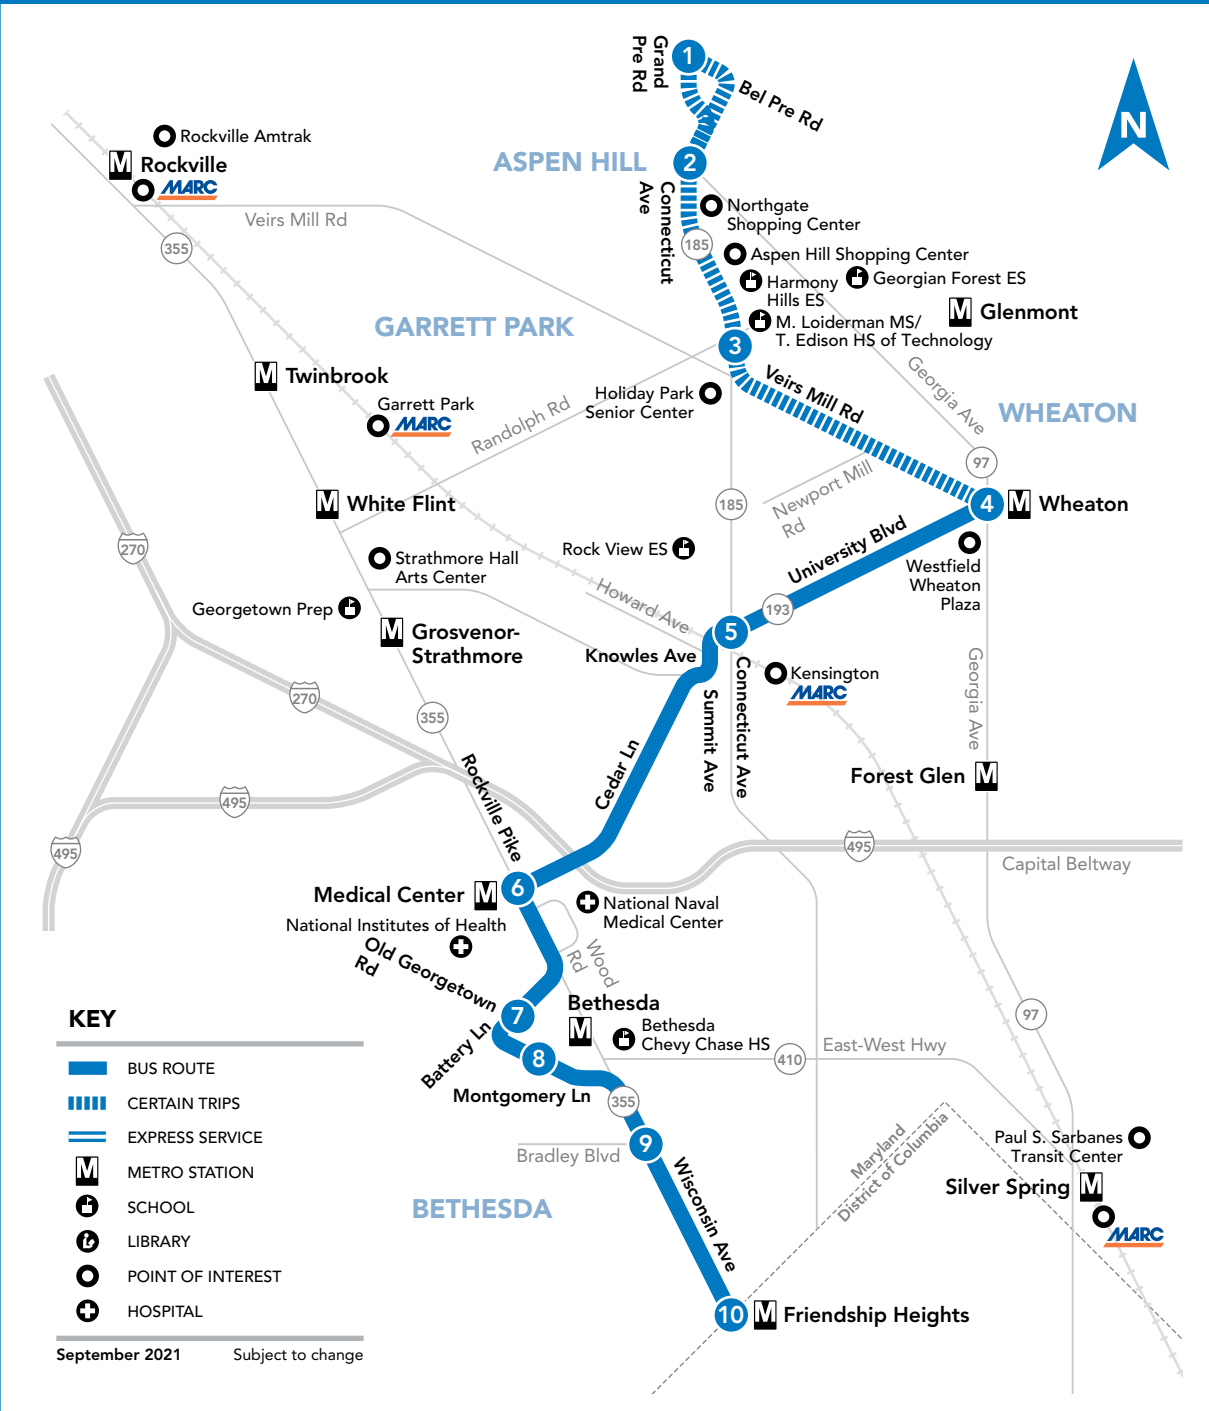 1
Grand
Pre Rd
Bel Pre Rd
N
Rockville Amtrak
M Rockville
MARC
ASPEN HILL
2
Connecticut
Ave
Northgate
Shopping Center
Veirs Mill Rd
355
185
Aspen Hill Shopping Center
Harmony
Hills ES
Georgian Forest ES
M Glenmont
M. Loiderman MS/
T. Edison HS of Technology
GARRETT PARK
3
M Twinbrook
Veirs Mill Rd
Georgia Ave
Holiday Park
Senior Center
Garrett Park
MARC
Randolph Rd
WHEATON
97
M White Flint
185
Newport Mill
Rd
4
M Wheaton
University Blvd
Rock View ES
Westfield
Wheaton
Plaza
270
Strathmore Hall
Arts Center
Howard Ave
193
Georgetown Prep
M Grosvenor-
Strathmore
5
Knowles Ave
Kensington
MARC
Georgia Ave
270
355
Summit Ave
Connecticut Ave
Cedar Ln
Rockville Pike
Forest Glen M
495
495
495
Capital Beltway
Medical Center M
6
National Naval
Medical Center
National Institutes of Health
Old Georgetown
Rd
Wood
Rd
7
Bethesda
M
Bethesda
Chevy Chase HS
Battery Ln
8
410
East-West Hwy
97
Montgomery Ln
355
9
Bradley Blvd
Wisconsin Ave
BETHESDA
Maryland
District of Columbia
Paul S. Sarbanes
Transit Center
Silver Spring M
MARC
10
M Friendship Heights
KEY
BUS ROUTE
CERTAIN TRIPS
EXPRESS SERVICE
M METRO STATION
SCHOOL
LIBRARY
POINT OF INTEREST
HOSPITAL
September 2021 Subject to change